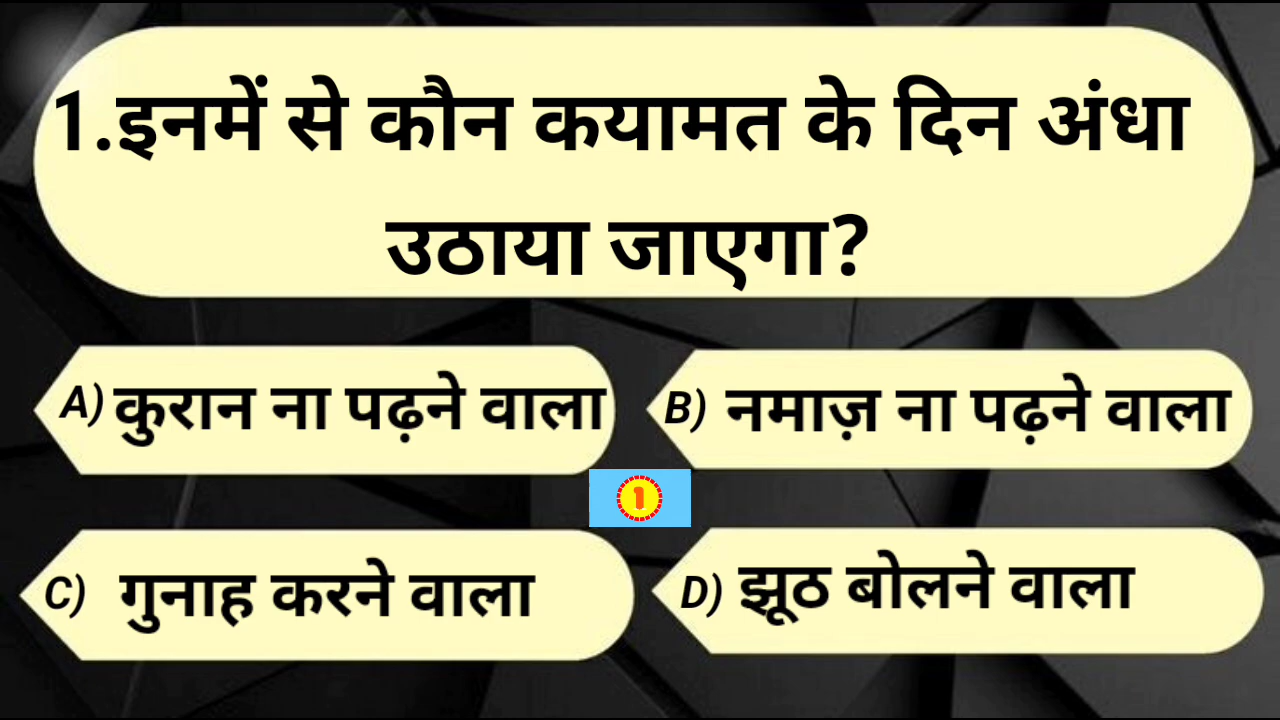 1.इनमें से कौन कयामत के दिन अंधा
उठाया जाएगा?
A) कुरान ना पढ़ने वाला
B) नमाज़ ना पढ़ने वाला
1
C) गुनाह करने वाला
D) झूठ बोलने वाला